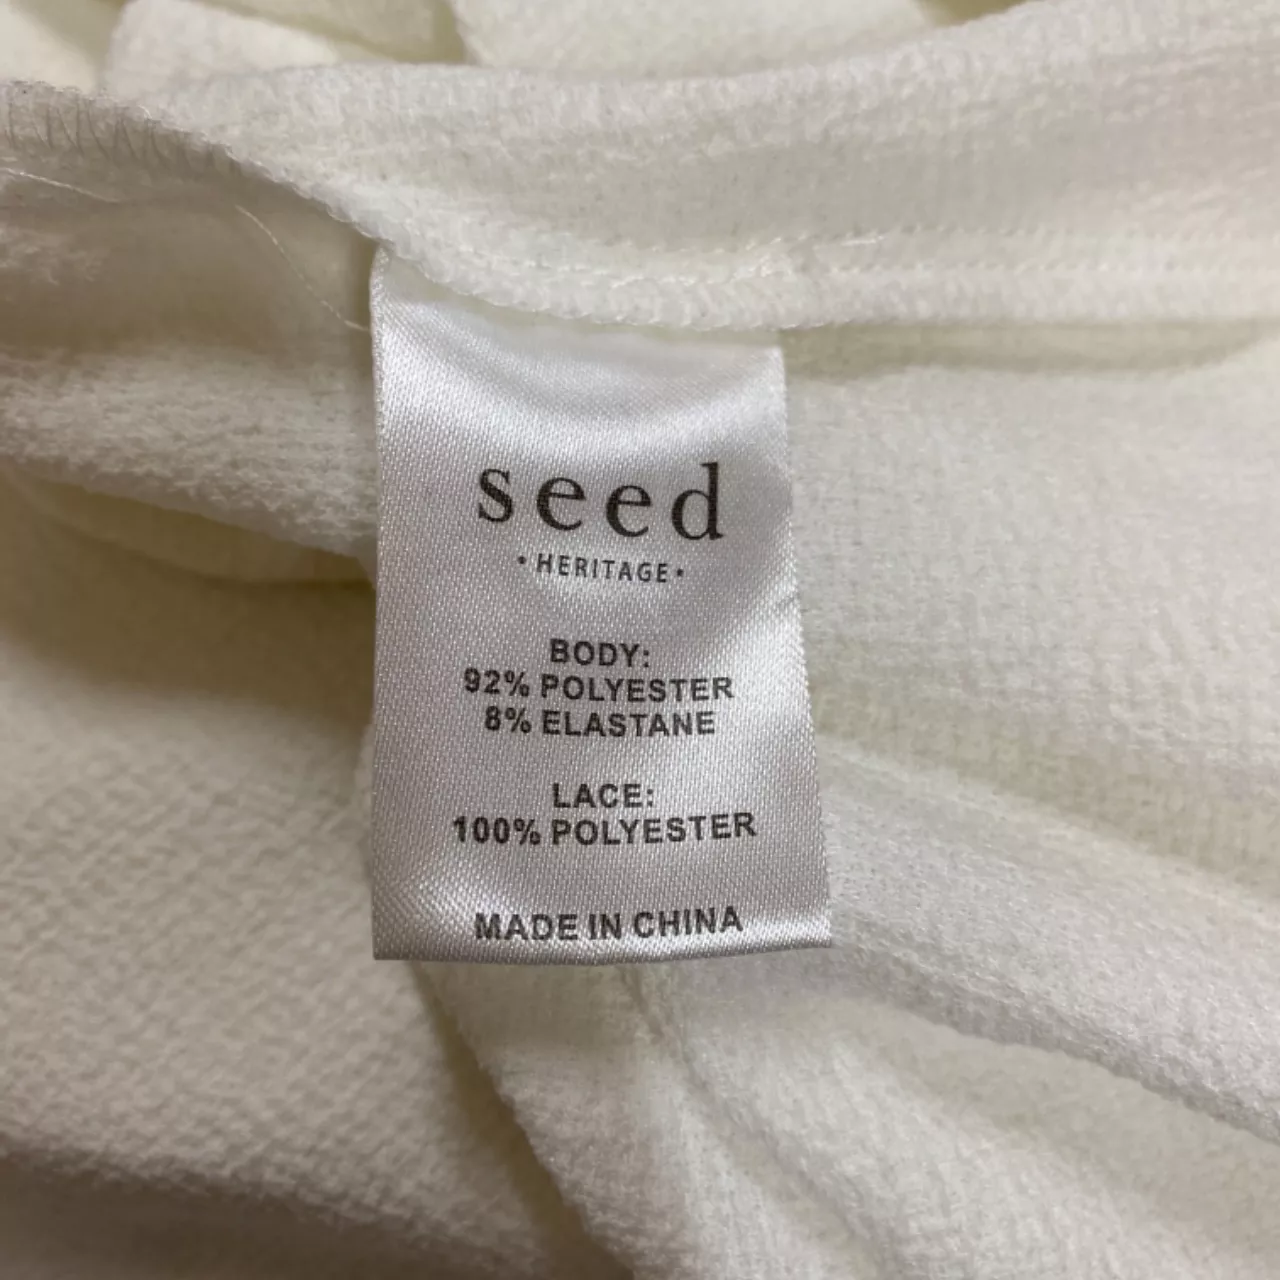 seed
• HERITAGE •
BODY:
92% POLYESTER
8% ELASTANE
LACE:
100% POLYESTER
MADE IN CHINA